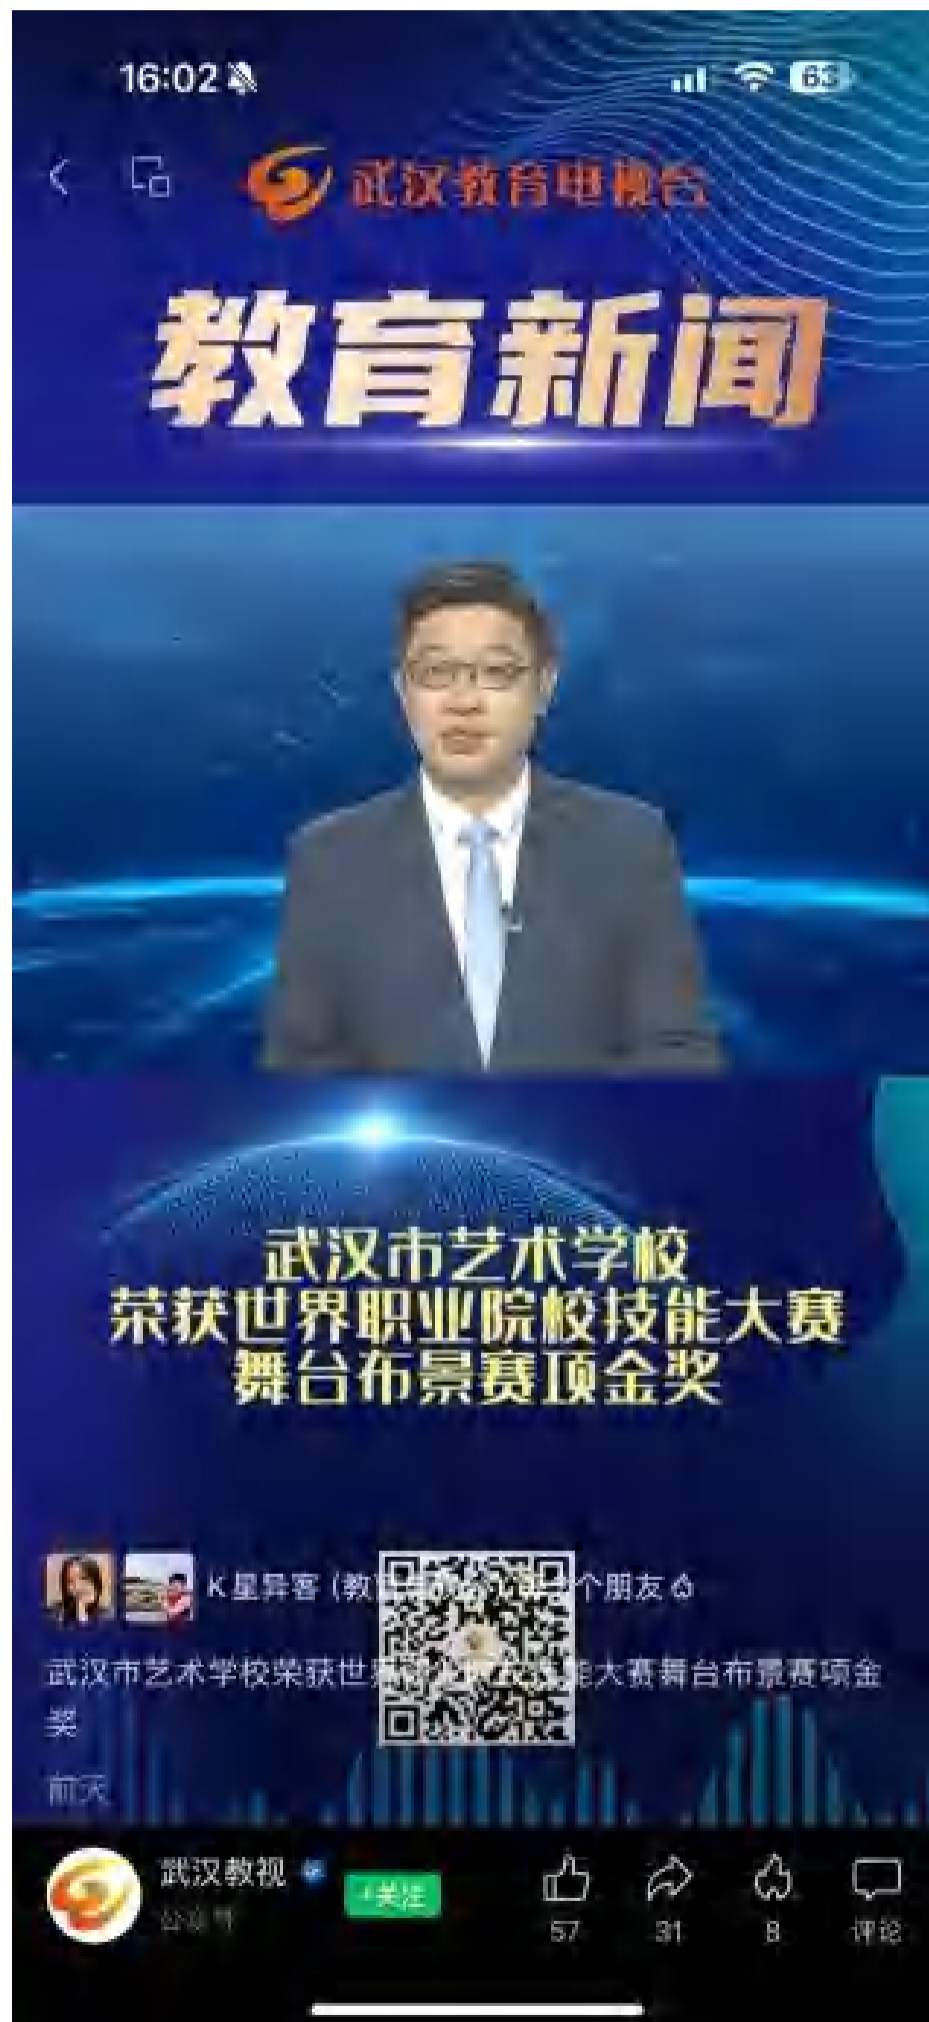 16:02
63
武汉教育电视台
教育新闻
武汉市艺术学校
荣获世界职业院校技能大赛
舞台布景赛项金奖
K星异客 (教
个朋友
武汉市艺术学校荣获世
能大赛舞台布景赛项金
奖
前天
武汉教视
+关注
公众号
57
31
8
评论